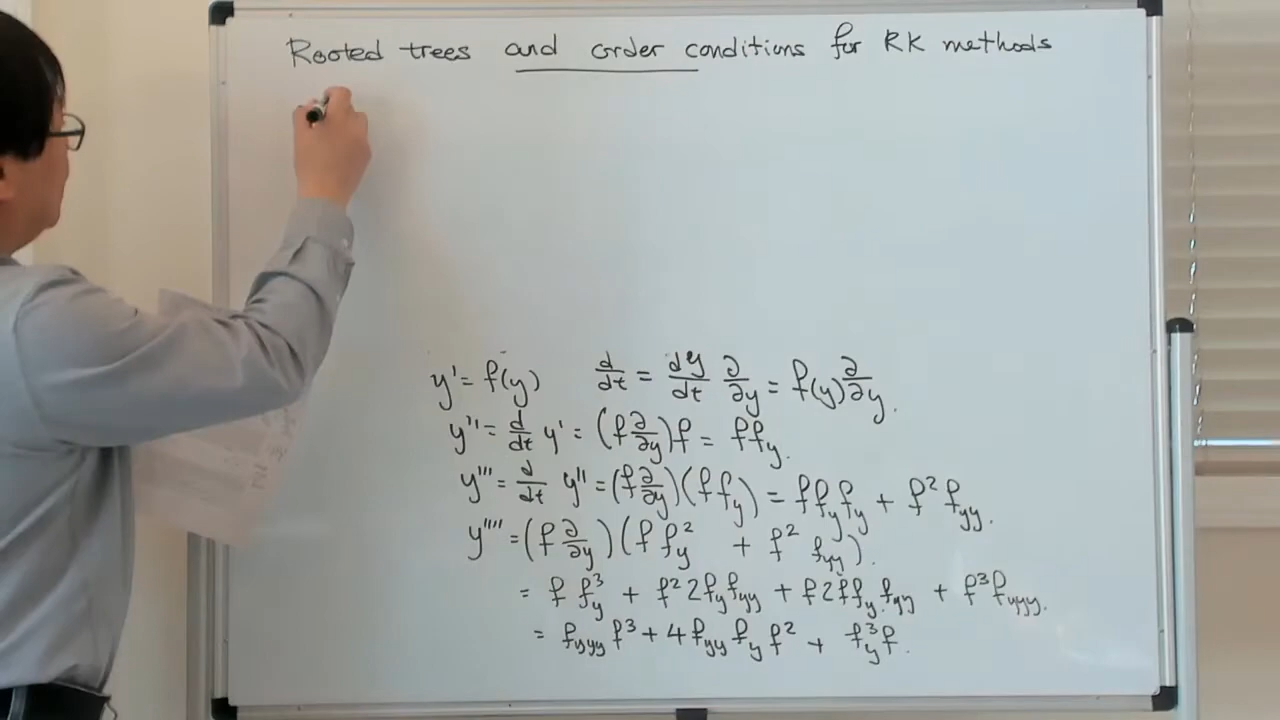 Rooted trees and order conditions for RK methods
y' = f(y) d/dt = dy/dt ∂/∂y = f(y) ∂/∂y.
y'' = d/dt y' = (f ∂/∂y) f = f f_y.
y''' = d/dt y'' = (f ∂/∂y)(f f_y) = f f_y f_y + f² f_yy.
y'''' = (f ∂/∂y)(f f_y² + f² f_yy).
= f f_y³ + f² 2 f_y f_yy + f 2 f f_y f_yy + f³ f_yyy.
= f_yyy f³ + 4 f_yy f_y f² + f_y³ f.